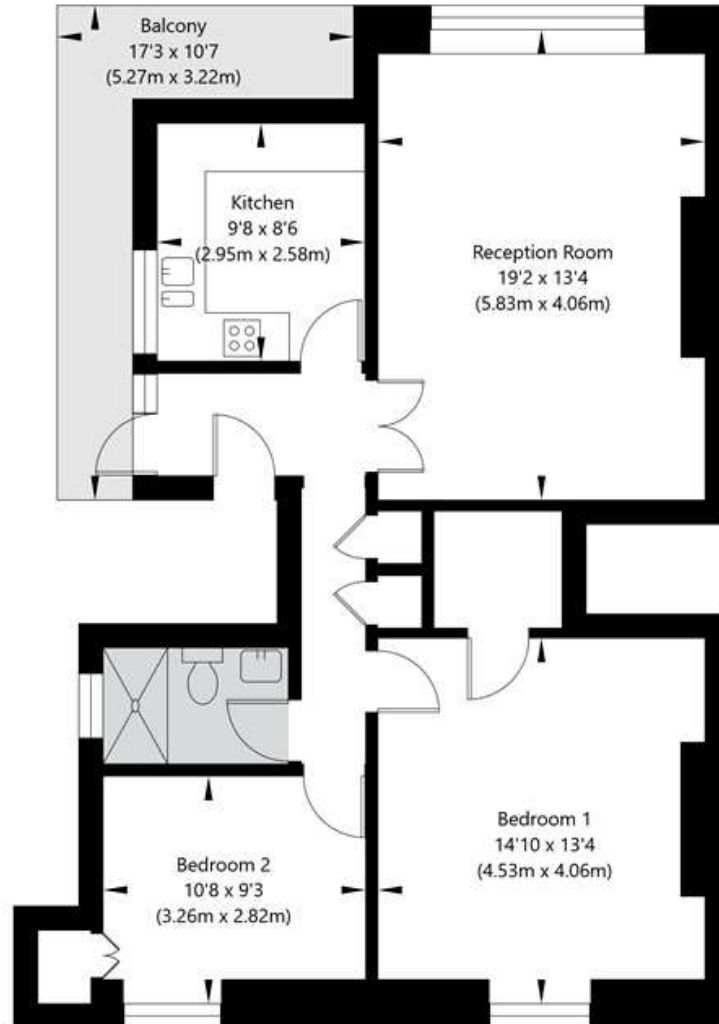 Balcony
17'3 x 10'7
(5.27m x 3.22m)
Kitchen
9'8 x 8'6
(2.95m x 2.58m)
Reception Room
19'2 x 13'4
(5.83m x 4.06m)
Bedroom 1
14'10 x 13'4
(4.53m x 4.06m)
Bedroom 2
10'8 x 9'3
(3.26m x 2.82m)